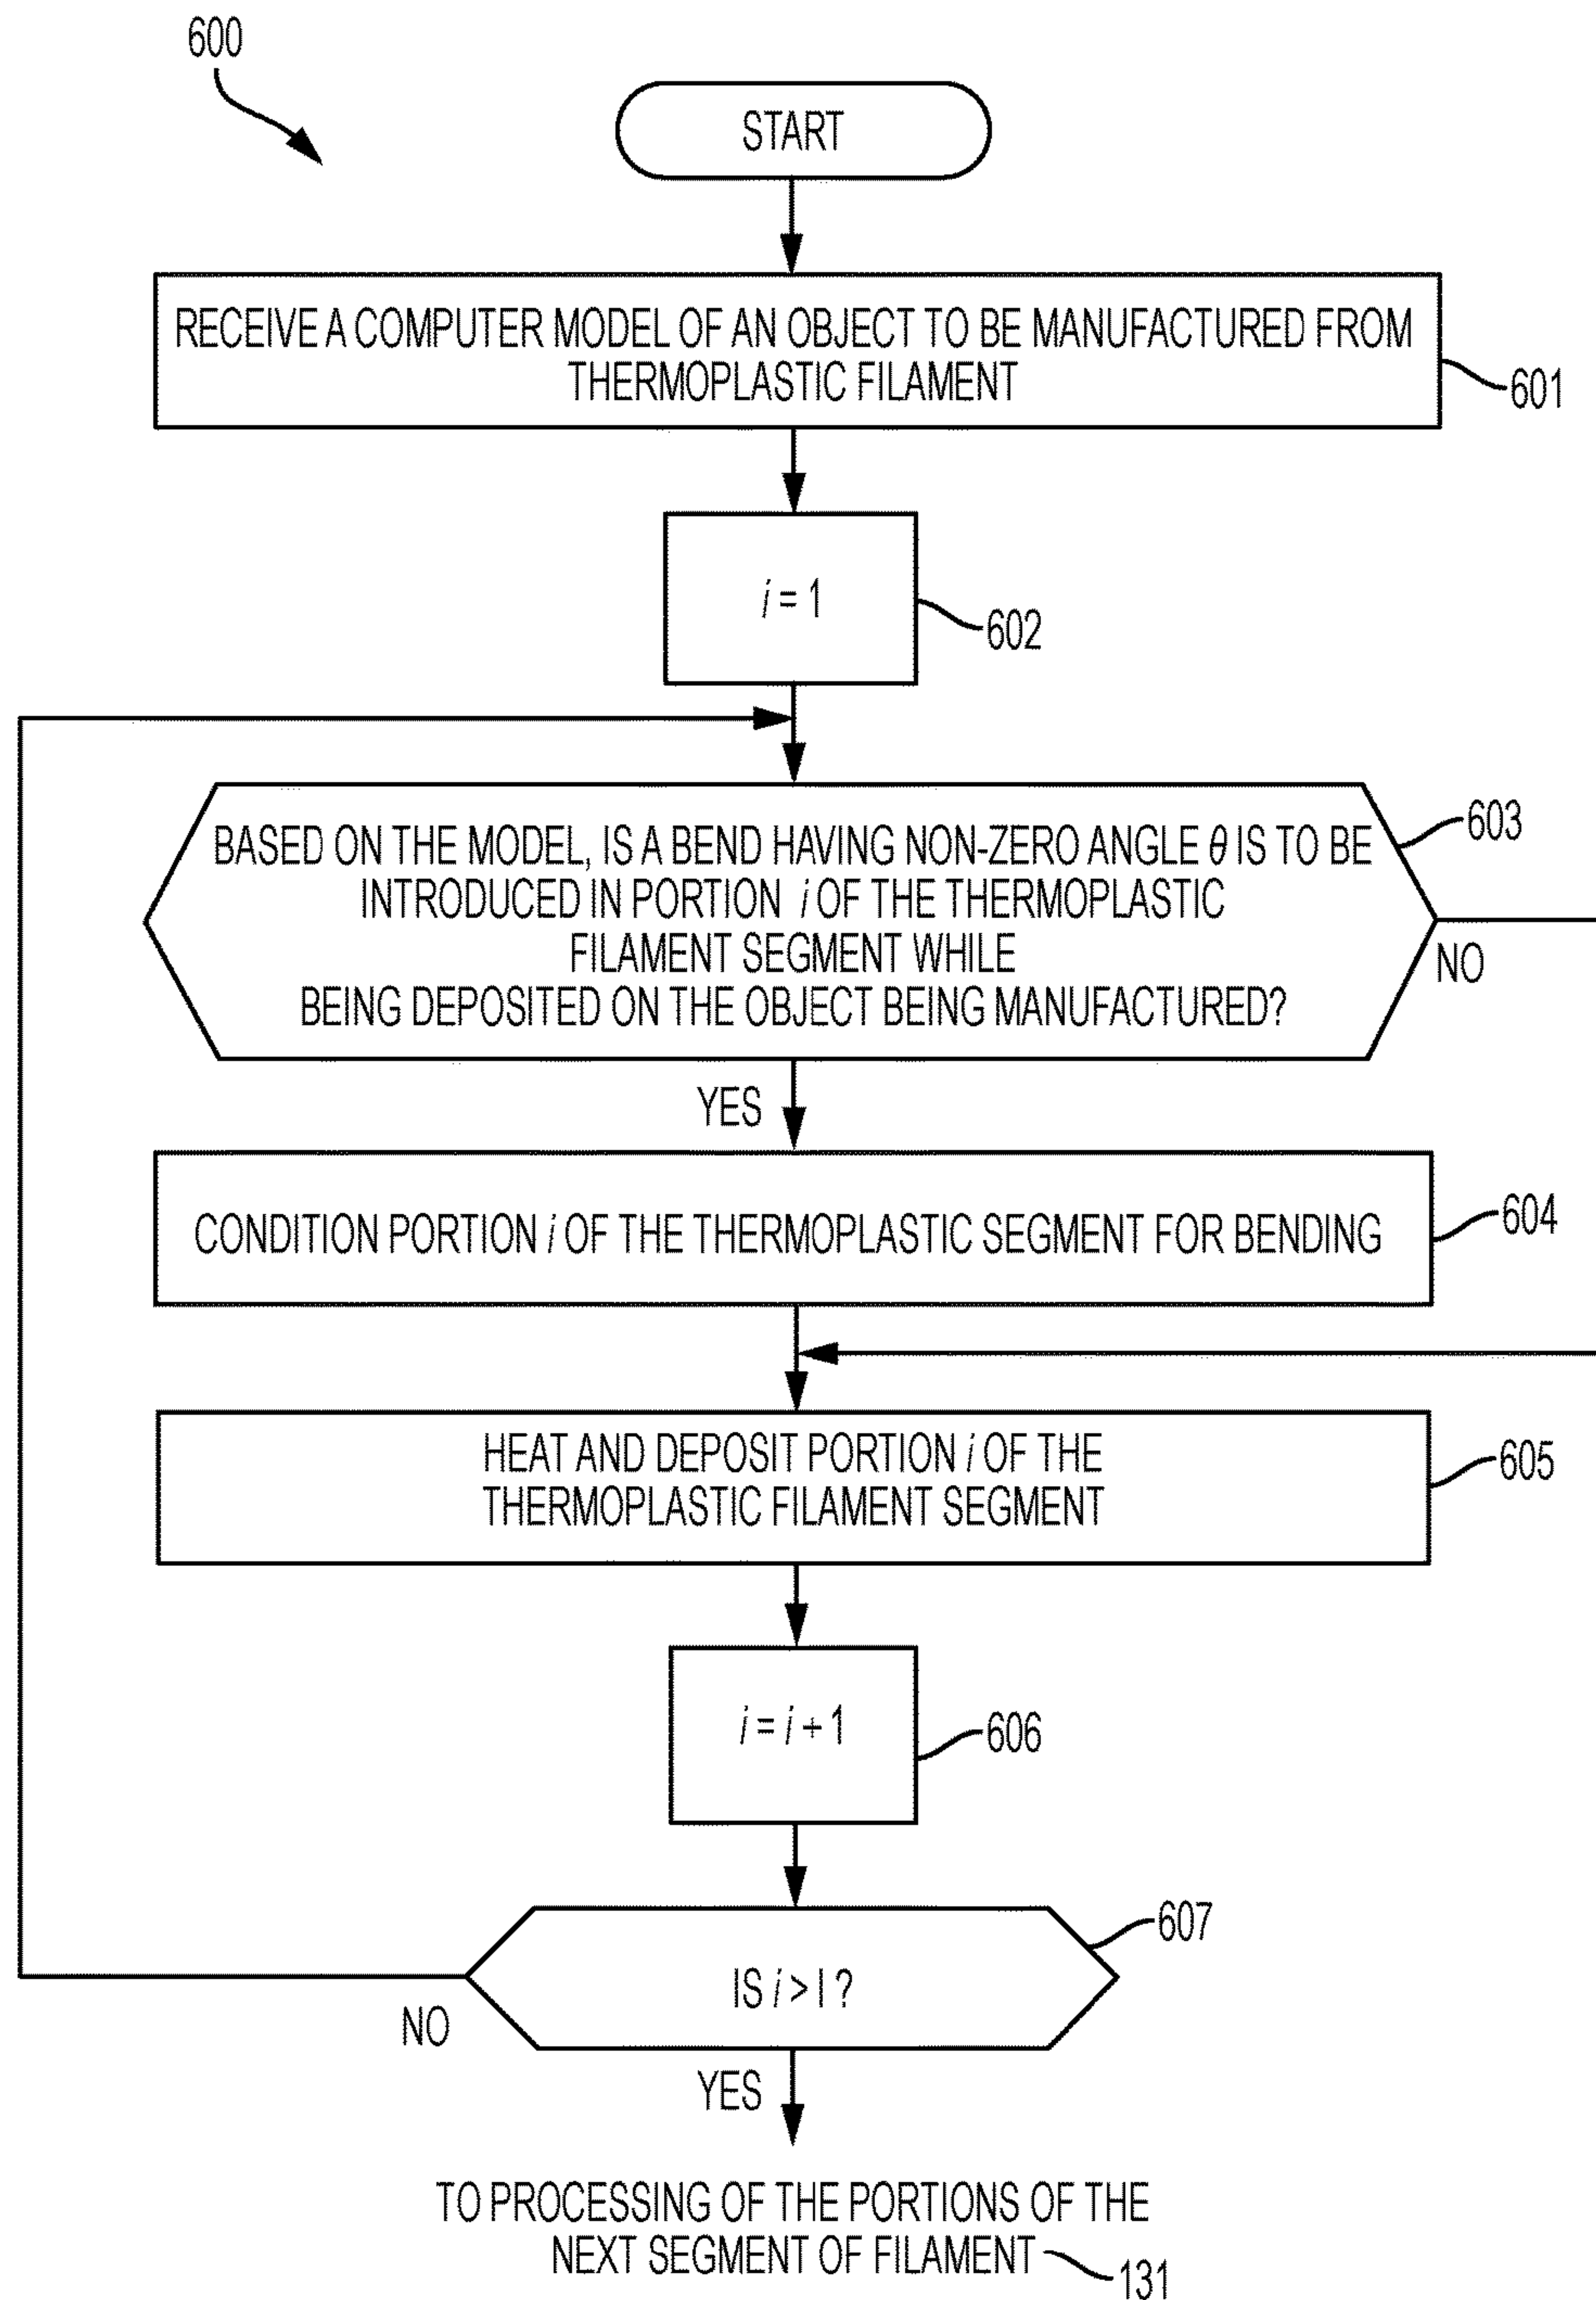 600
START
RECEIVE A COMPUTER MODEL OF AN OBJECT TO BE MANUFACTURED FROM
THERMOPLASTIC FILAMENT
601
i = 1
602
BASED ON THE MODEL, IS A BEND HAVING NON-ZERO ANGLE θ IS TO BE
INTRODUCED IN PORTION i OF THE THERMOPLASTIC
FILAMENT SEGMENT WHILE
BEING DEPOSITED ON THE OBJECT BEING MANUFACTURED?
603
NO
YES
CONDITION PORTION i OF THE THERMOPLASTIC SEGMENT FOR BENDING
604
HEAT AND DEPOSIT PORTION i OF THE
THERMOPLASTIC FILAMENT SEGMENT
605
i = i + 1
606
IS i > I ?
607
NO
YES
TO PROCESSING OF THE PORTIONS OF THE
NEXT SEGMENT OF FILAMENT
131